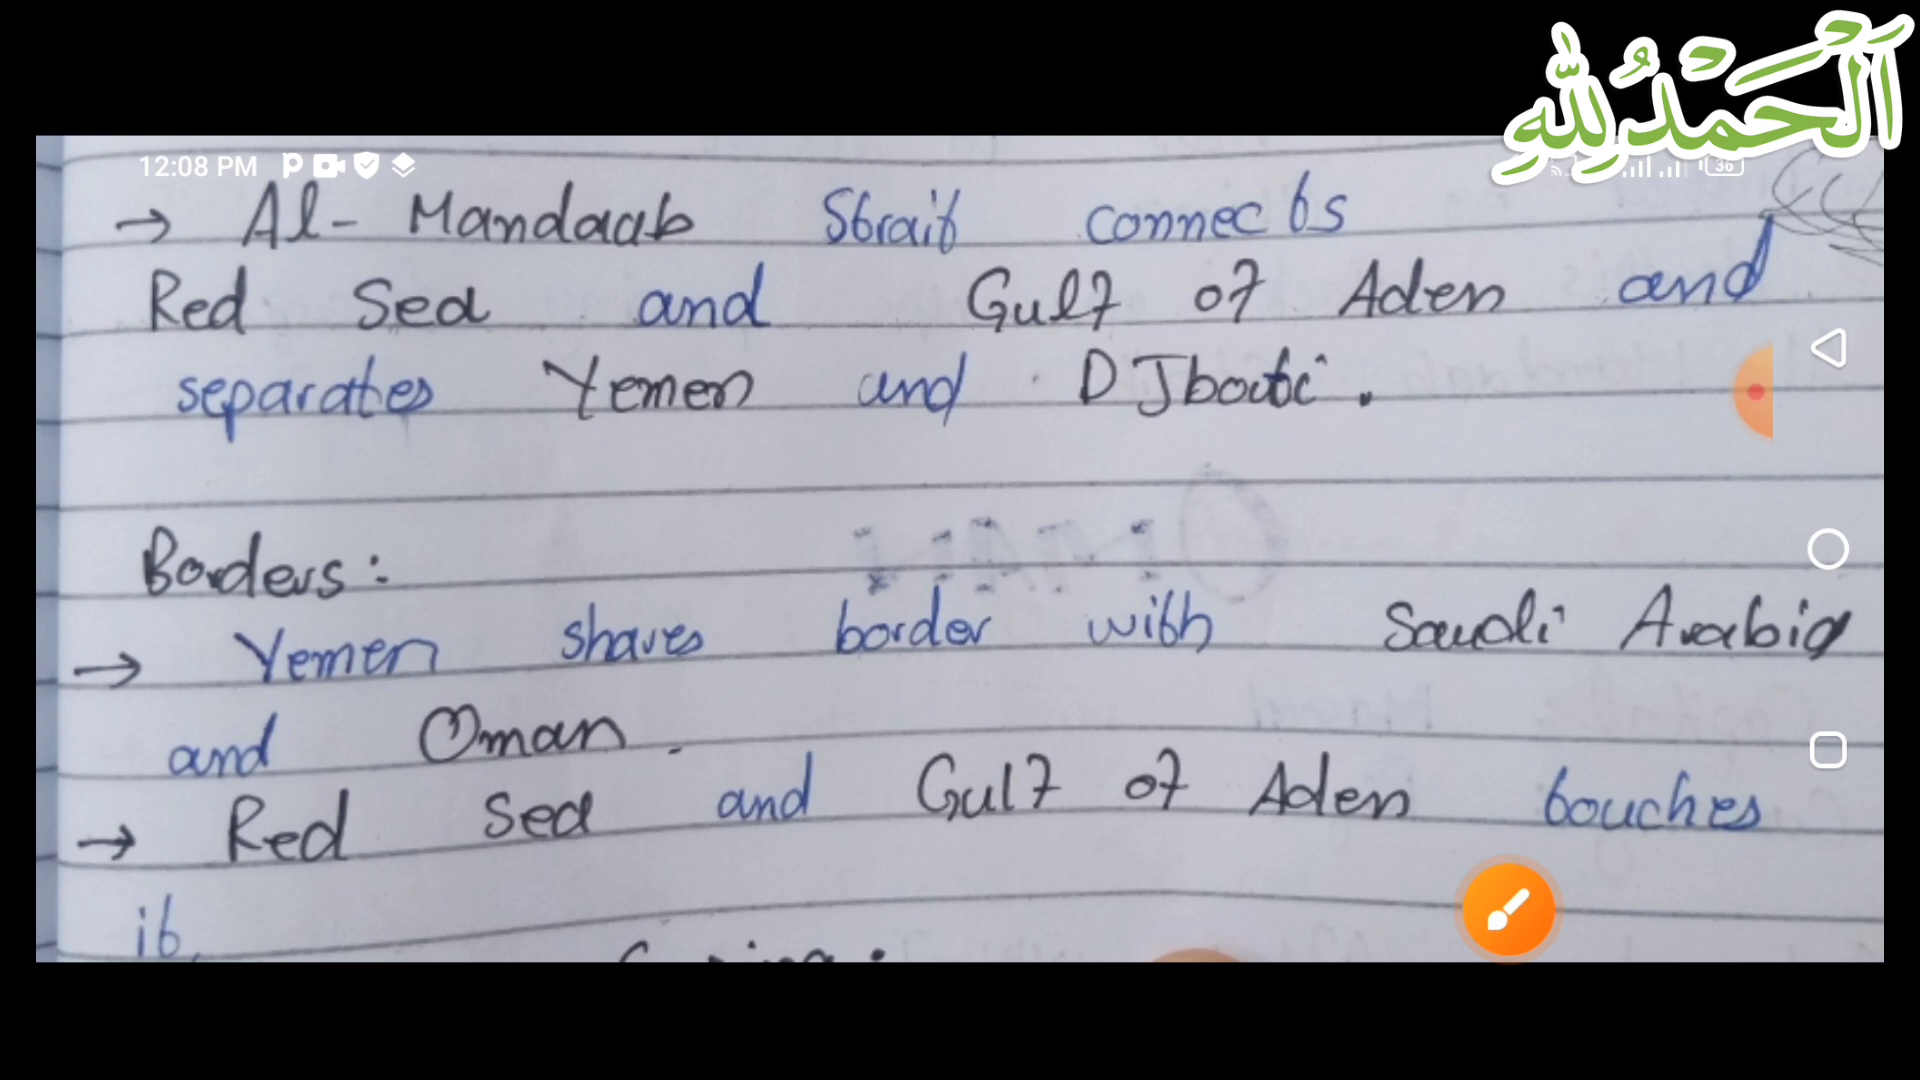 اَلْحَمْدُلِلّٰهِ
12:08 PM
36
→ Al- Mandaab Strait connects
Red Sea and Gulf of Aden and
separates Yemen and DJbouti.
Borders:
→ Yemen shares border with Saudi Arabia
and Oman.
→ Red Sea and Gulf of Aden touches
it.